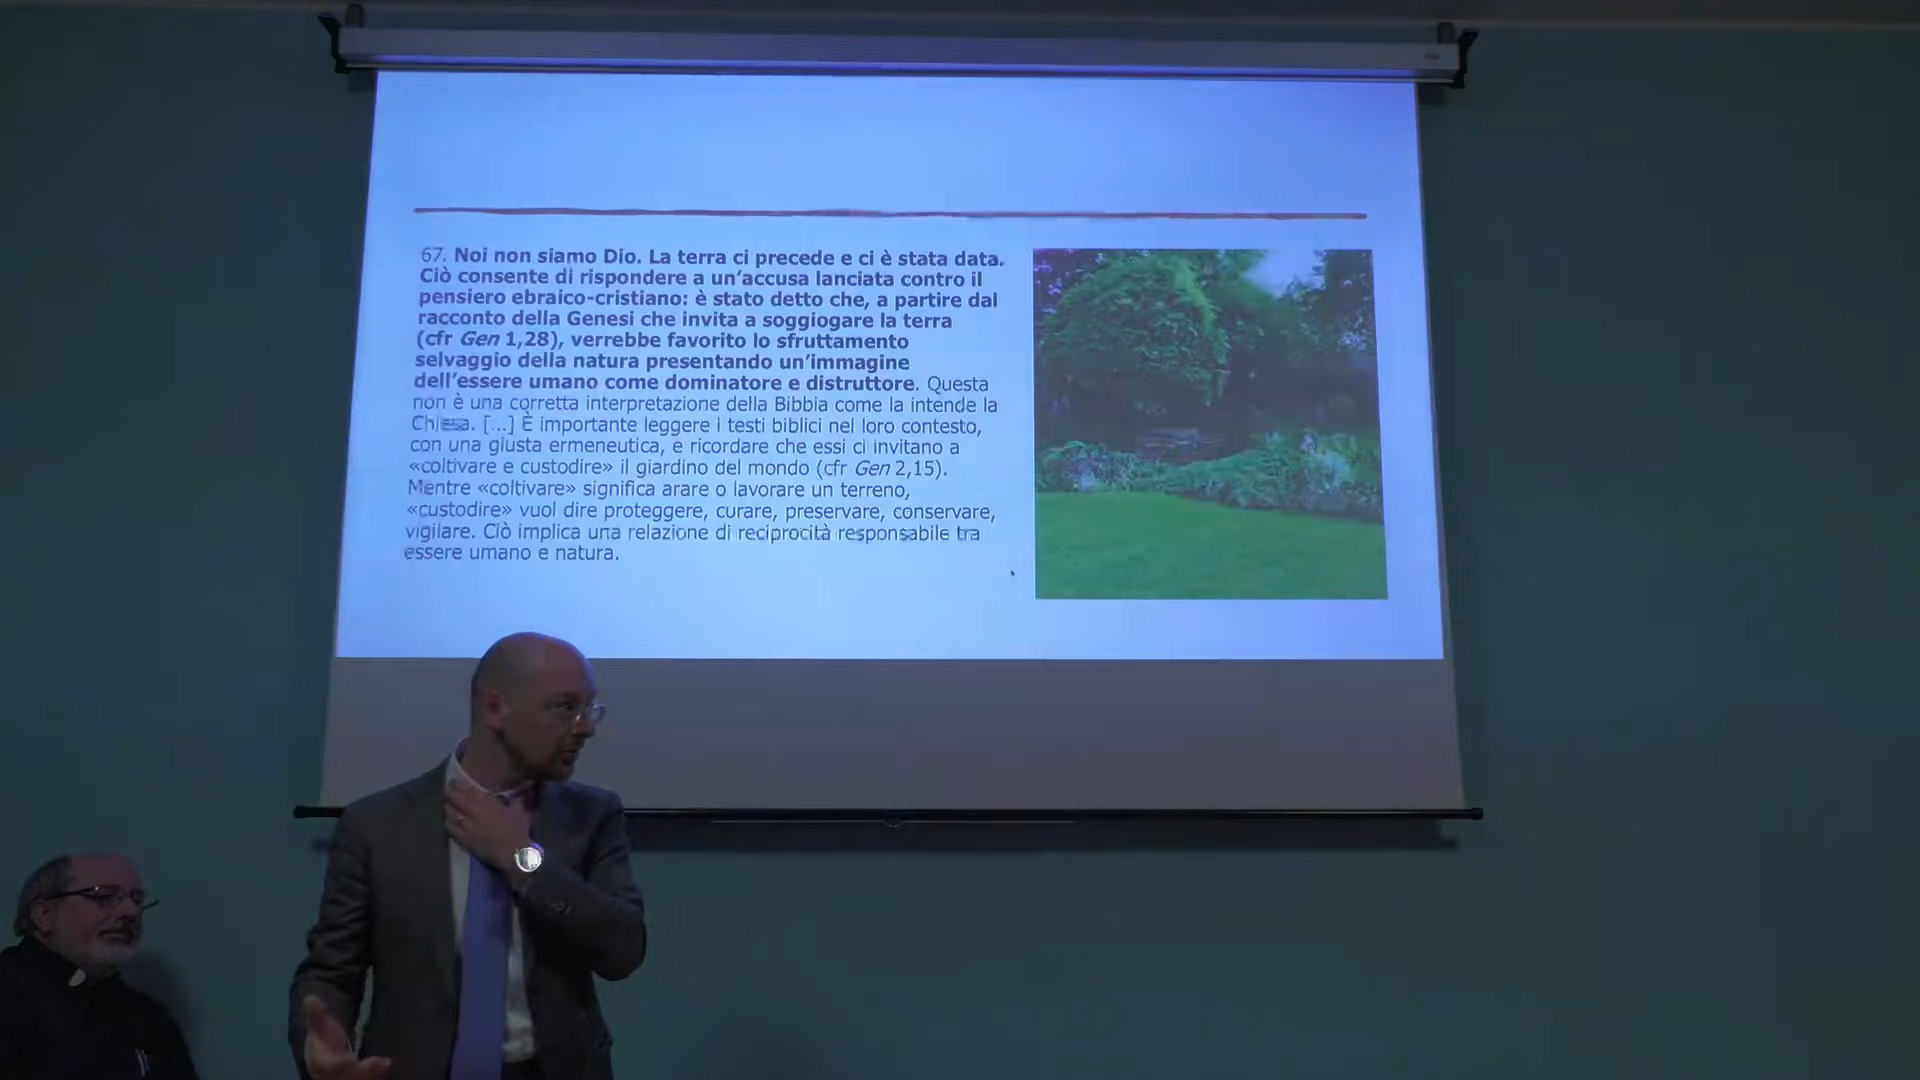 67. Noi non siamo Dio. La terra ci precede e ci è stata data.
Ciò consente di rispondere a un'accusa lanciata contro il
pensiero ebraico-cristiano: è stato detto che, a partire dal
racconto della Genesi che invita a soggiogare la terra
(cfr Gen 1,28), verrebbe favorito lo sfruttamento
selvaggio della natura presentando un'immagine
dell'essere umano come dominatore e distruttore. Questa
non è una corretta interpretazione della Bibbia come la intende la
Chiesa. [...] È importante leggere i testi biblici nel loro contesto,
con una giusta ermeneutica, e ricordare che essi ci invitano a
«coltivare e custodire» il giardino del mondo (cfr Gen 2,15).
Mentre «coltivare» significa arare o lavorare un terreno,
«custodire» vuol dire proteggere, curare, preservare, conservare,
vigilare. Ciò implica una relazione di reciprocità responsabile tra
essere umano e natura.